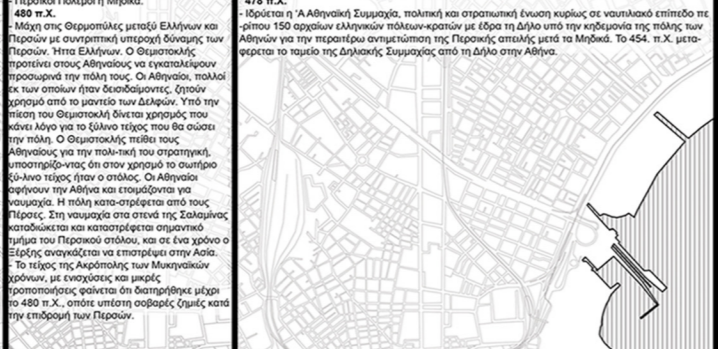 - Περσικοί Πόλεμοι ή Μηδικά.
480 π.Χ.
- Μάχη στις Θερμοπύλες μεταξύ Ελλήνων και
Περσών με συντριπτική υπεροχή δύναμης των
Περσών. Ήττα Ελλήνων. Ο Θεμιστοκλής
προτείνει στους Αθηναίους να εγκαταλείψουν
προσωρινά την πόλη τους. Οι Αθηναίοι, πολλοί
εκ των οποίων ήταν δεισιδαίμοντες, ζητούν
χρησμό από το μαντείο των Δελφών. Υπό την
πίεση του Θεμιστοκλή δίνεται χρησμός που
κάνει λόγο για το ξύλινο τείχος που θα σώσει
την πόλη. Ο Θεμιστοκλής πείθει τους
Αθηναίους για την πολι-τική του στρατηγική,
υποστηρίζο-ντας ότι στον χρησμό το σωτήριο
ξύ-λινο τείχος ήταν ο στόλος. Οι Αθηναίοι
αφήνουν την Αθήνα και ετοιμάζονται για
ναυμαχία. Η πόλη κατα-στρέφεται από τους
Πέρσες. Στη ναυμαχία στα στενά της Σαλαμίνας
καταδιώκεται και καταστρέφεται σημαντικό
τμήμα του Περσικού στόλου, και σε ένα χρόνο ο
Ξέρξης αναγκάζεται να επιστρέψει στην Ασία.
- Το τείχος της Ακρόπολης των Μυκηναϊκών
χρόνων, με ενισχύσεις και μικρές
τροποποιήσεις φαίνεται ότι διατηρήθηκε μέχρι
το 480 π.Χ., οπότε υπέστη σοβαρές ζημιές κατά
την επιδρομή των Περσών.
478 π.Χ.
- Ιδρύεται η 'Α Αθηναϊκή Συμμαχία, πολιτική και στρατιωτική ένωση κυρίως σε ναυτιλιακό επίπεδο πε
-ρίπου 150 αρχαίων ελληνικών πόλεων-κρατών με έδρα τη Δήλο υπό την κηδεμονία της πόλης των
Αθηνών για την περαιτέρω αντιμετώπιση της Περσικής απειλής μετά τα Μηδικά. Το 454. π.Χ. μετα-
φερεται το ταμείο της Δηλιακής Συμμαχίας από τη Δήλο στην Αθήνα.